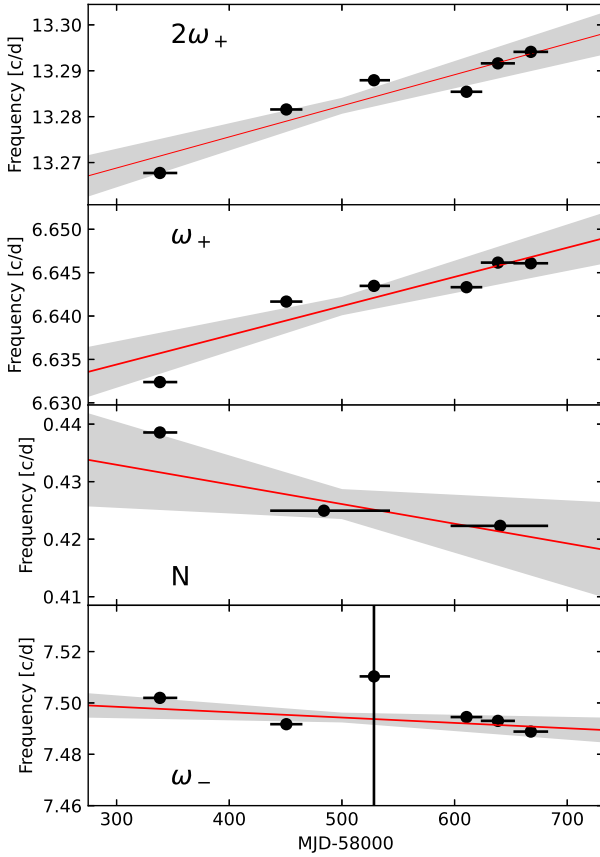 13.30
13.29
13.28
13.27
Frequency [c/d]
2ω+
6.650
6.645
6.640
6.635
6.630
Frequency [c/d]
ω+
0.44
0.43
0.42
0.41
Frequency [c/d]
N
7.52
7.50
7.48
7.46
Frequency [c/d]
ω−
300 400 500 600 700
MJD-58000